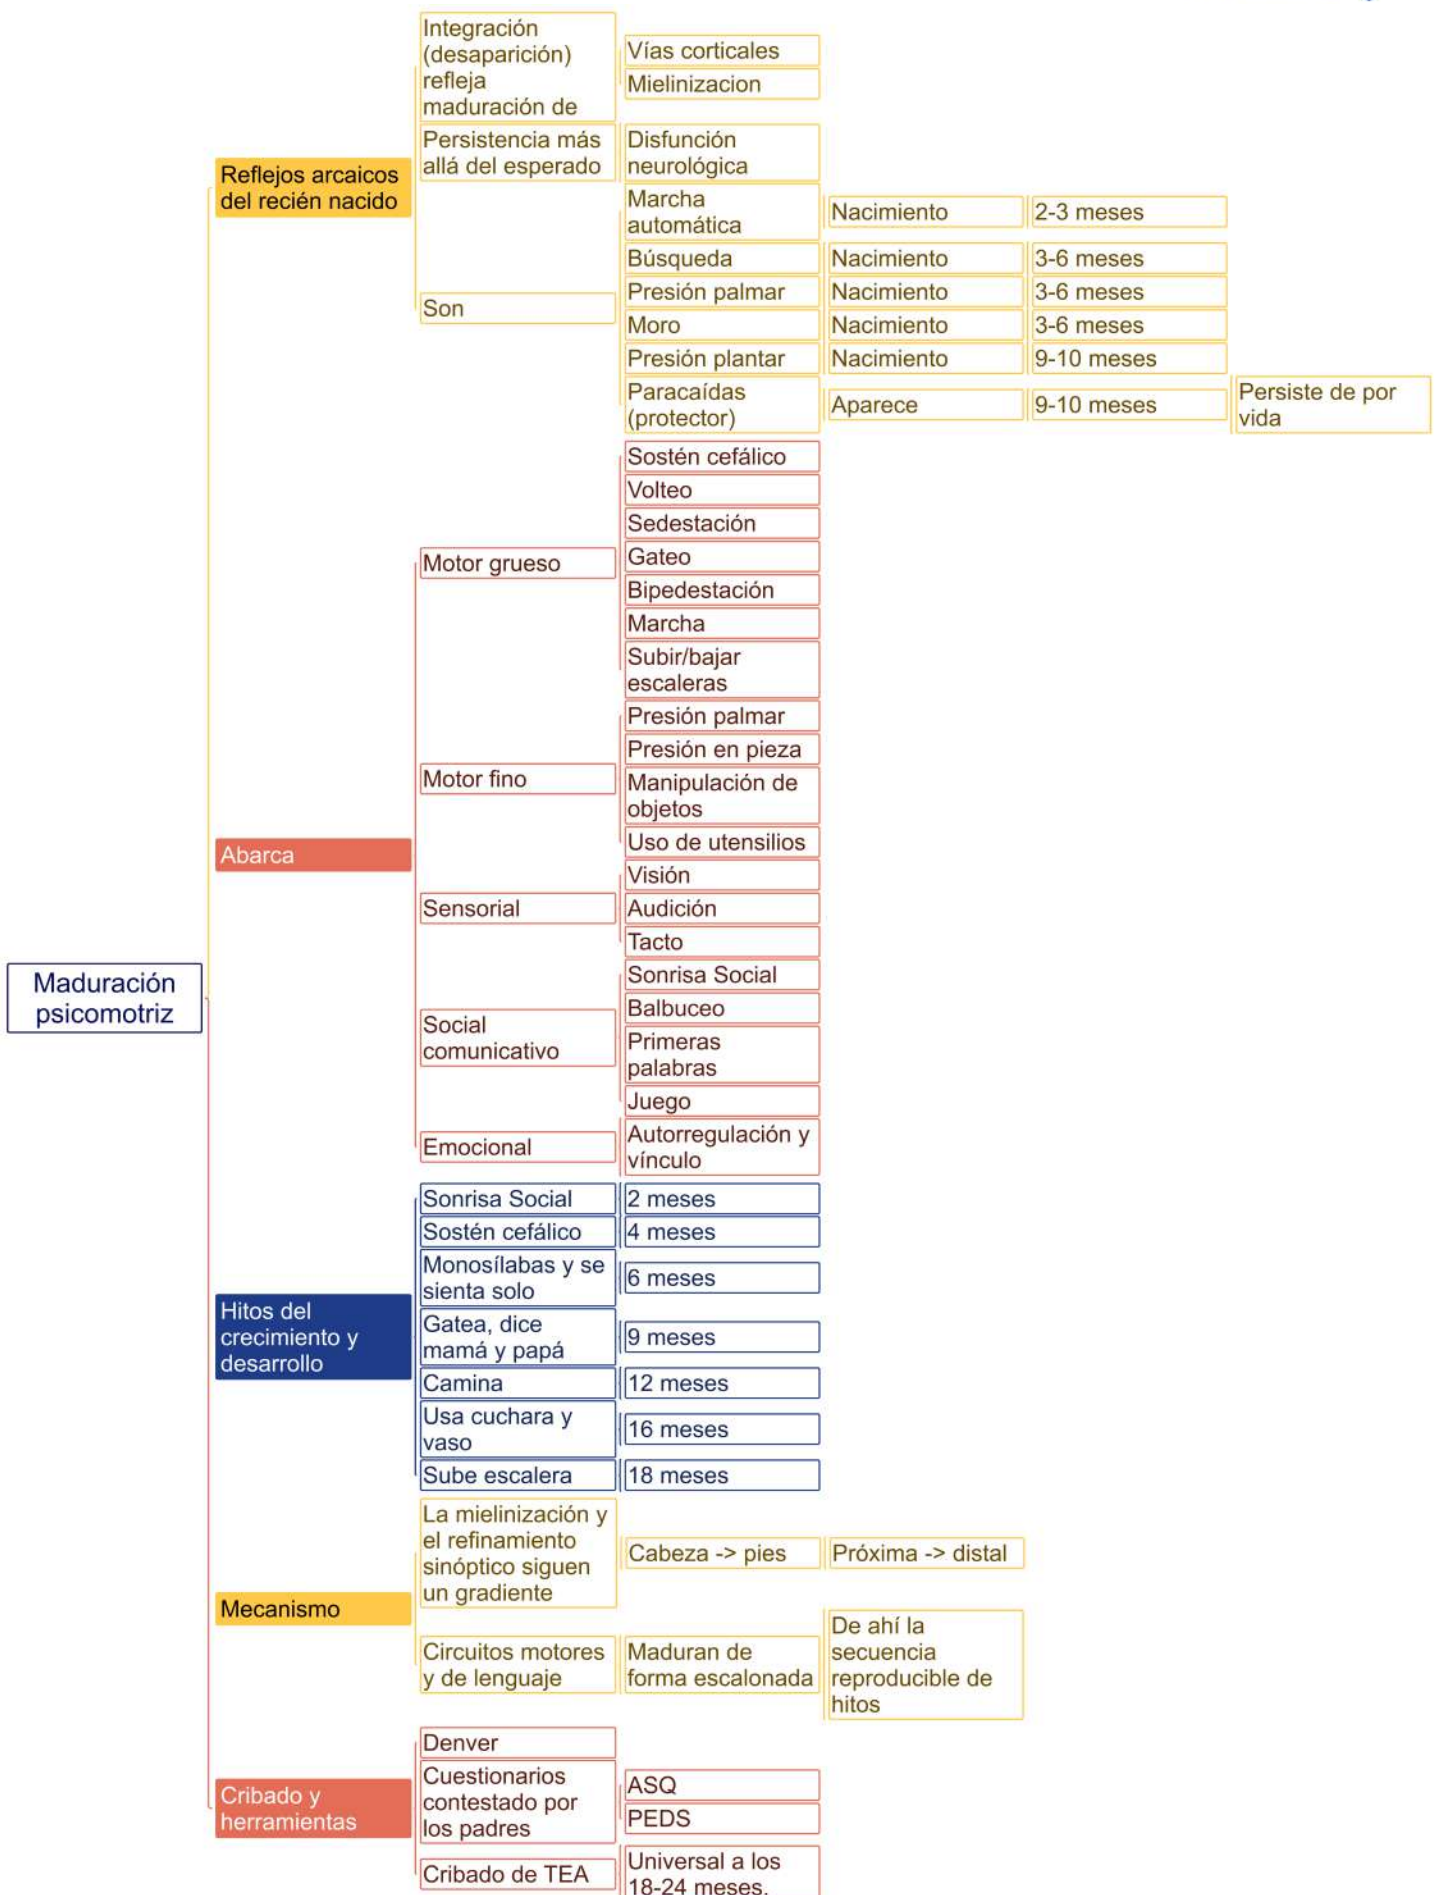 Maduración
psicomotriz
Reflejos arcaicos
del recién nacido
Integración
(desaparición)
refleja
maduración de
Vías corticales
Mielinizacion
Persistencia más
allá del esperado
Disfunción
neurológica
Son
Marcha
automática
Nacimiento
2-3 meses
Búsqueda
Nacimiento
3-6 meses
Presión palmar
Nacimiento
3-6 meses
Moro
Nacimiento
3-6 meses
Presión plantar
Nacimiento
9-10 meses
Paracaídas
(protector)
Aparece
9-10 meses
Persiste de por
vida
Abarca
Motor grueso
Sostén cefálico
Volteo
Sedestación
Gateo
Bipedestación
Marcha
Subir/bajar
escaleras
Motor fino
Presión palmar
Presión en pieza
Manipulación de
objetos
Uso de utensilios
Sensorial
Visión
Audición
Tacto
Social
comunicativo
Sonrisa Social
Balbuceo
Primeras
palabras
Juego
Emocional
Autorregulación y
vínculo
Hitos del
crecimiento y
desarrollo
Sonrisa Social
2 meses
Sostén cefálico
4 meses
Monosílabas y se
sienta solo
6 meses
Gatea, dice
mamá y papá
9 meses
Camina
12 meses
Usa cuchara y
vaso
16 meses
Sube escalera
18 meses
Mecanismo
La mielinización y
el refinamiento
sinóptico siguen
un gradiente
Cabeza -> pies
Próxima -> distal
Circuitos motores
y de lenguaje
Maduran de
forma escalonada
De ahí la
secuencia
reproducible de
hitos
Cribado y
herramientas
Denver
Cuestionarios
contestado por
los padres
ASQ
PEDS
Cribado de TEA
Universal a los
18-24 meses.